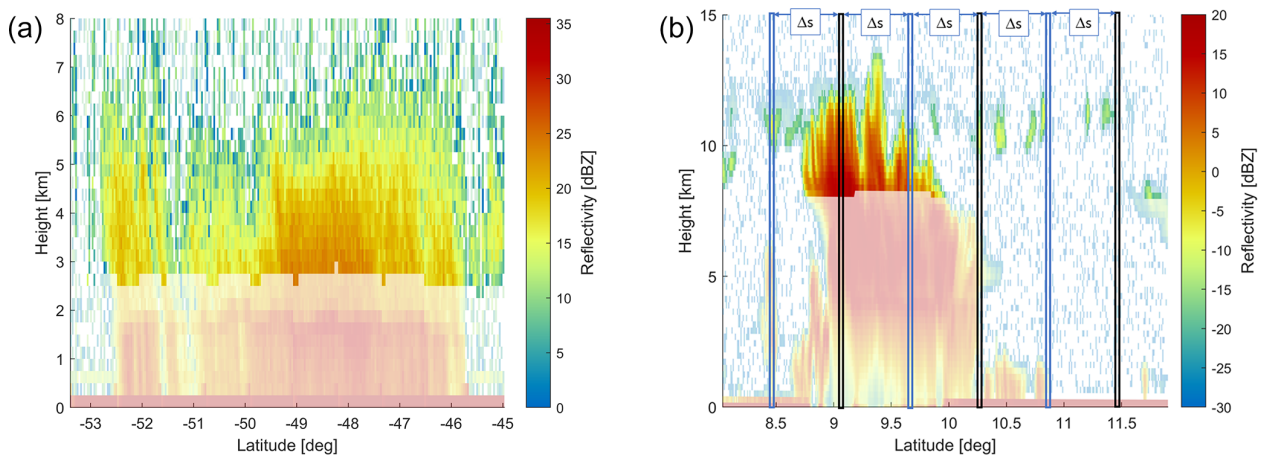 (a)
8
7
6
5
4
3
2
1
0
Height [km]
-53 -52 -51 -50 -49 -48 -47 -46 -45
Latitude [deg]
35
30
25
20
15
10
5
0
Reflectivity [dBZ]
(b)
Δs Δs Δs Δs Δs
15
10
5
0
Height [km]
8.5 9 9.5 10 10.5 11 11.5
Latitude [deg]
20
15
10
5
0
-5
-10
-15
-20
-25
-30
Reflectivity [dBZ]